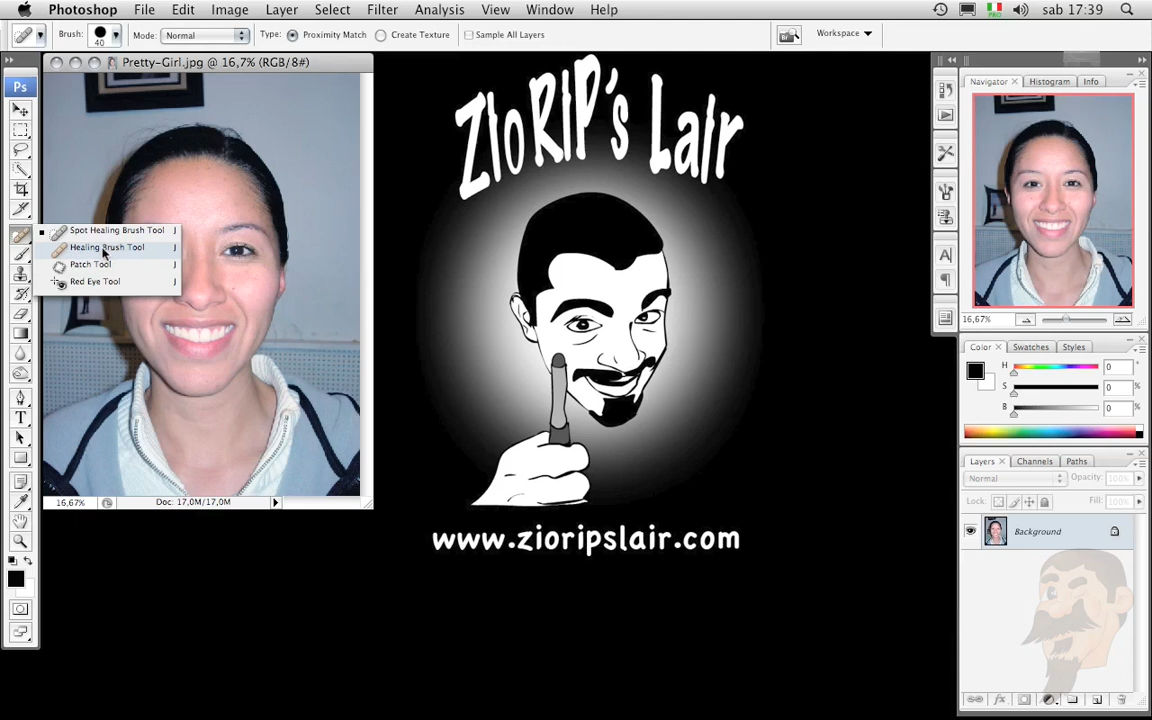 Photoshop File Edit Image Layer Select Filter Analysis View Window Help sab 17:39
Brush: 40 Mode: Normal Type: Proximity Match Create Texture Sample All Layers Workspace
Pretty-Girl.jpg @ 16,7% (RGB/8#)
Ps
Spot Healing Brush Tool J
Healing Brush Tool J
Patch Tool J
Red Eye Tool J
T
16,67% Doc: 17,0M/17,0M
ZioRIP's Lair
www.zioripslair.com
A
Navigator Histogram Info
16,67%
Color Swatches Styles
H 0 °
S 0 %
B 0 %
Layers Channels Paths
Normal Opacity:
Lock: Fill:
Background
fx